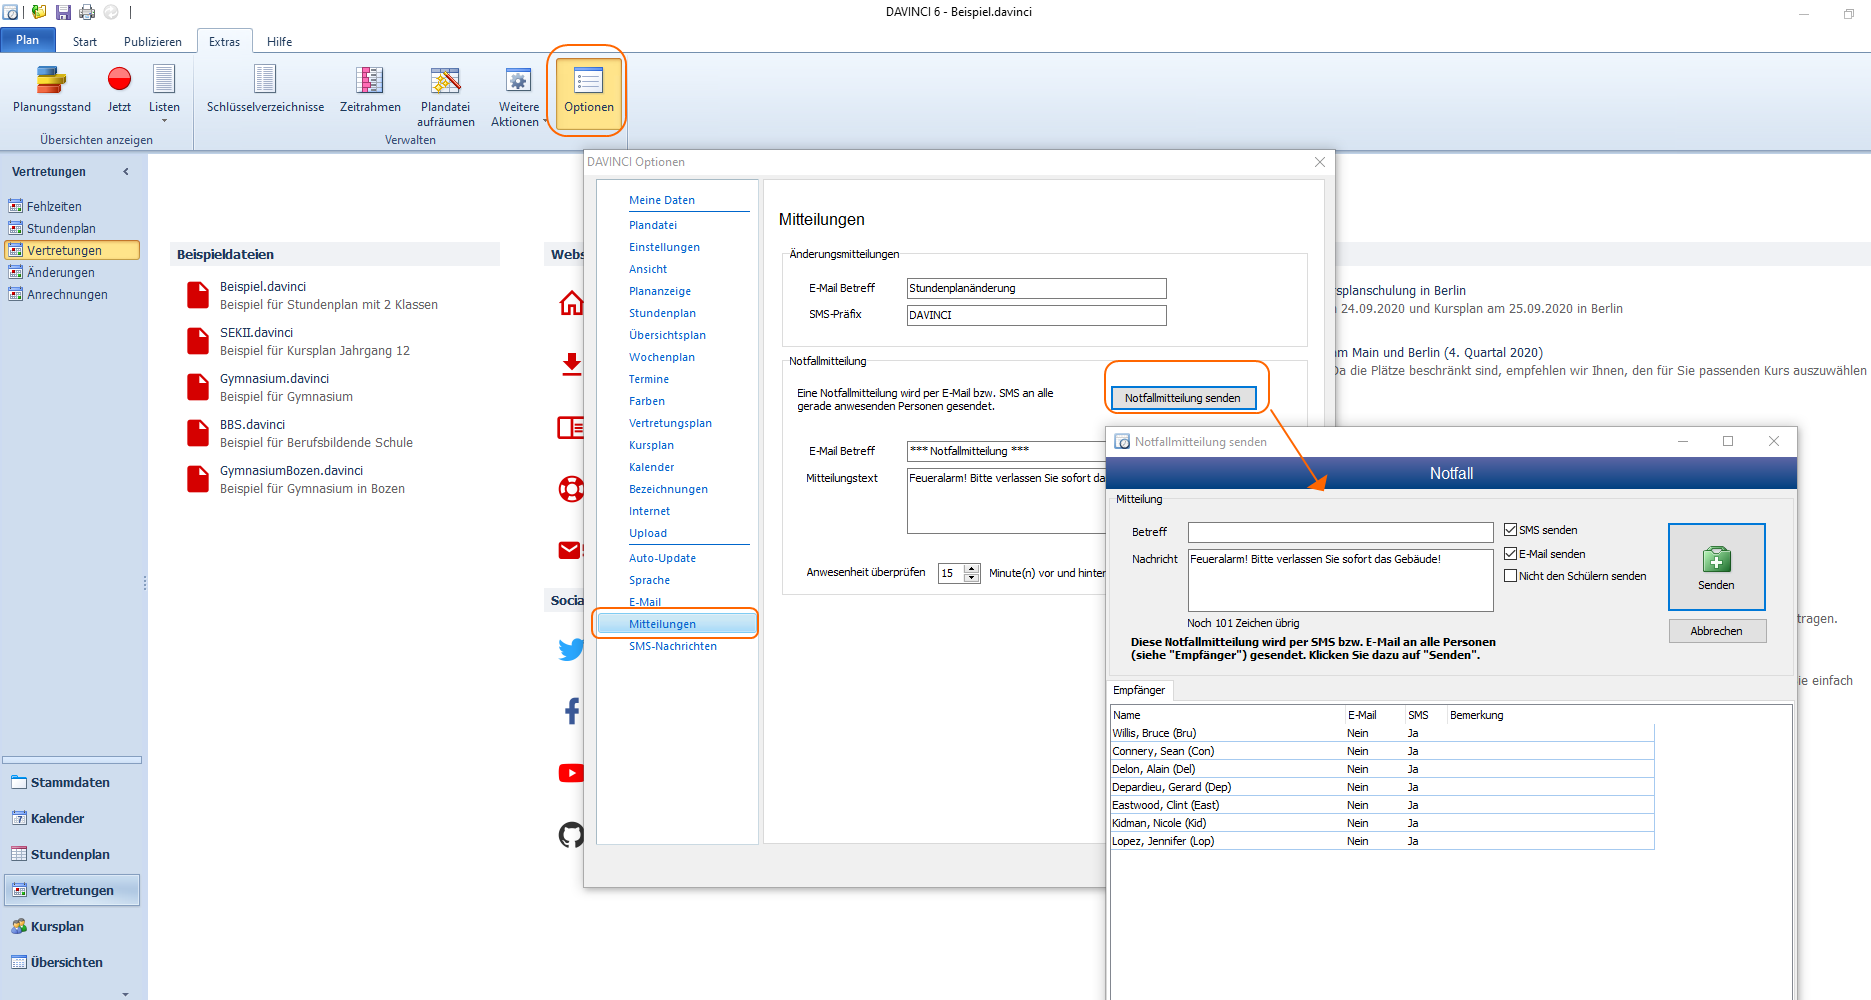 DAVINCI 6 - Beispiel.davinci
Plan
Start
Publizieren
Extras
Hilfe
Planungsstand
Jetzt
Listen
Übersichten anzeigen
Schlüsselverzeichnisse
Zeitrahmen
Plandatei
aufräumen
Weitere
Aktionen
Optionen
Verwalten
Vertretungen
Fehlzeiten
Stundenplan
Vertretungen
Änderungen
Anrechnungen
Stammdaten
Kalender
Stundenplan
Vertretungen
Kursplan
Übersichten
Beispieldateien
Beispiel.davinci
Beispiel für Stundenplan mit 2 Klassen
SEKII.davinci
Beispiel für Kursplan Jahrgang 12
Gymnasium.davinci
Beispiel für Gymnasium
BBS.davinci
Beispiel für Berufsbildende Schule
GymnasiumBozen.davinci
Beispiel für Gymnasium in Bozen
Webs
Socia
rsplanschulung in Berlin
24.09.2020 und Kursplan am 25.09.2020 in Berlin
am Main und Berlin (4. Quartal 2020)
Da die Plätze beschränkt sind, empfehlen wir Ihnen, den für Sie passenden Kurs auszuwählen
tragen.
ie einfach
DAVINCI Optionen
Meine Daten
Plandatei
Einstellungen
Ansicht
Plananzeige
Stundenplan
Übersichtsplan
Wochenplan
Termine
Farben
Vertretungsplan
Kursplan
Kalender
Bezeichnungen
Internet
Upload
Auto-Update
Sprache
E-Mail
Mitteilungen
SMS-Nachrichten
Mitteilungen
Änderungsmitteilungen
E-Mail Betreff
Stundenplanänderung
SMS-Präfix
DAVINCI
Notfallmitteilung
Eine Notfallmitteilung wird per E-Mail bzw. SMS an alle
gerade anwesenden Personen gesendet.
Notfallmitteilung senden
E-Mail Betreff
*** Notfallmitteilung ***
Mitteilungstext
Feueralarm! Bitte verlassen Sie sofort da
Anwesenheit überprüfen
15
Minute(n) vor und hinter
Notfallmitteilung senden
Notfall
Mitteilung
Betreff
Nachricht
Feueralarm! Bitte verlassen Sie sofort das Gebäude!
SMS senden
E-Mail senden
Nicht den Schülern senden
Senden
Abbrechen
Noch 101 Zeichen übrig
Diese Notfallmitteilung wird per SMS bzw. E-Mail an alle Personen
(siehe "Empfänger") gesendet. Klicken Sie dazu auf "Senden".
Empfänger
Name E-Mail SMS Bemerkung
Willis, Bruce (Bru) Nein Ja
Connery, Sean (Con) Nein Ja
Delon, Alain (Del) Nein Ja
Depardieu, Gerard (Dep) Nein Ja
Eastwood, Clint (East) Nein Ja
Kidman, Nicole (Kid) Nein Ja
Lopez, Jennifer (Lop) Nein Ja